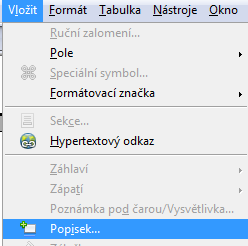 Vložit Formát Tabulka Nástroje Okno
Ruční zalomení...
Pole
Speciální symbol...
Formátovací značka
Sekce...
Hypertextový odkaz
Záhlaví
Zápatí
Poznámka pod čarou/Vysvětlivka...
Popisek...